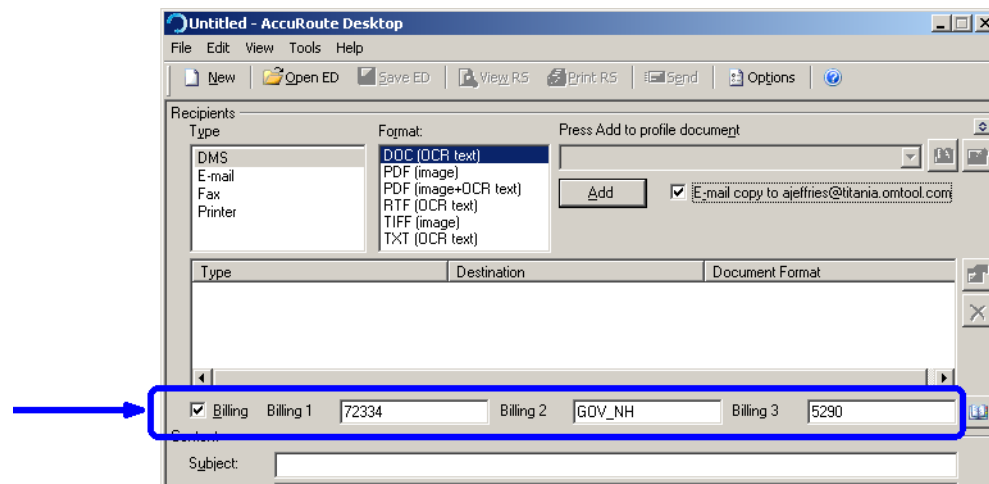 Untitled - AccuRoute Desktop
File Edit View Tools Help
New Open ED Save ED View RS Print RS Send Options
Recipients
Type Format: Press Add to profile document
DMS
E-mail
Fax
Printer
DOC (OCR text)
PDF (image)
PDF (image+OCR text)
RTF (OCR text)
TIFF (image)
TXT (OCR text)
Add E-mail copy to ajeffries@titania.omtool.com
Type Destination Document Format
Billing Billing 1 72334 Billing 2 GOV_NH Billing 3 5290
Subject: